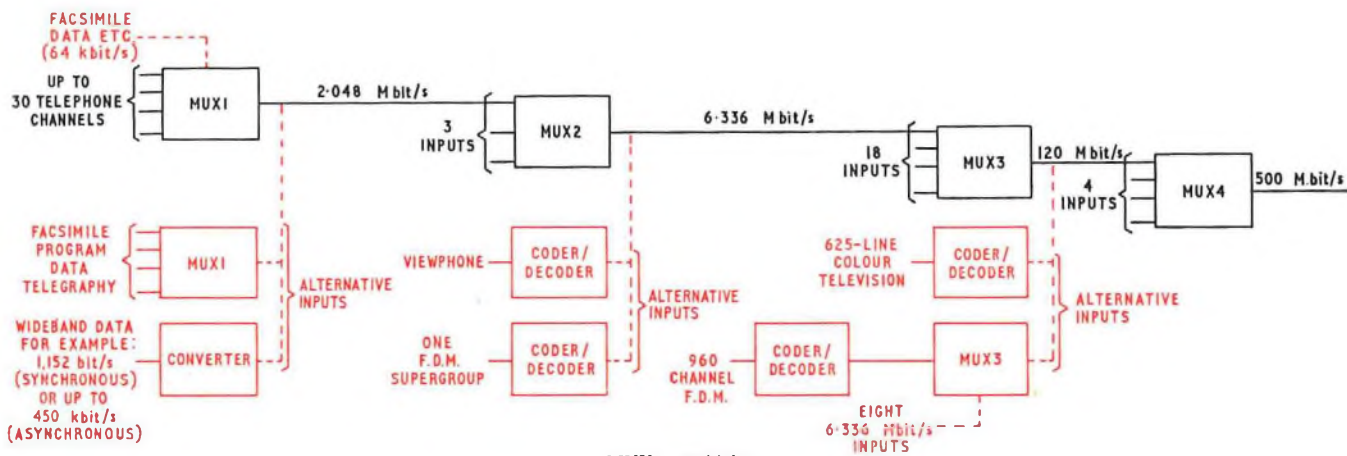 FACSIMILE
DATA ETC.
(64 kbit/s)
UP TO
30 TELEPHONE
CHANNELS
MUX1
2·048 Mbit/s
3
INPUTS
MUX2
6·336 Mbit/s
18
INPUTS
MUX3
120 Mbit/s
4
INPUTS
MUX4
500 M.bit/s
FACSIMILE
PROGRAM
DATA
TELEGRAPHY
MUX1
ALTERNATIVE
INPUTS
WIDEBAND DATA
FOR EXAMPLE:
1,152 bit/s
(SYNCHRONOUS)
OR UP TO
450 kbit/s
(ASYNCHRONOUS)
CONVERTER
VIEWPHONE
CODER/
DECODER
ALTERNATIVE
INPUTS
ONE
F.D.M.
SUPERGROUP
CODER/
DECODER
625-LINE
COLOUR
TELEVISION
CODER/
DECODER
ALTERNATIVE
INPUTS
960
CHANNEL
F.D.M.
CODER/
DECODER
MUX3
EIGHT
6·336 Mbit/s
INPUTS